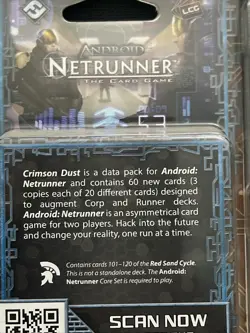 LCG
ANDROID
NETRUNNER
THE CARD GAME
Crimson Dust is a data pack for Android:
Netrunner and contains 60 new cards (3
copies each of 20 different cards) designed
to augment Corp and Runner decks.
Android: Netrunner is an asymmetrical card
game for two players. Hack into the future
and change your reality, one run at a time.
Contains cards 101–120 of the Red Sand Cycle.
This is not a standalone deck. The Android:
Netrunner Core Set is required to play.
SCAN NOW